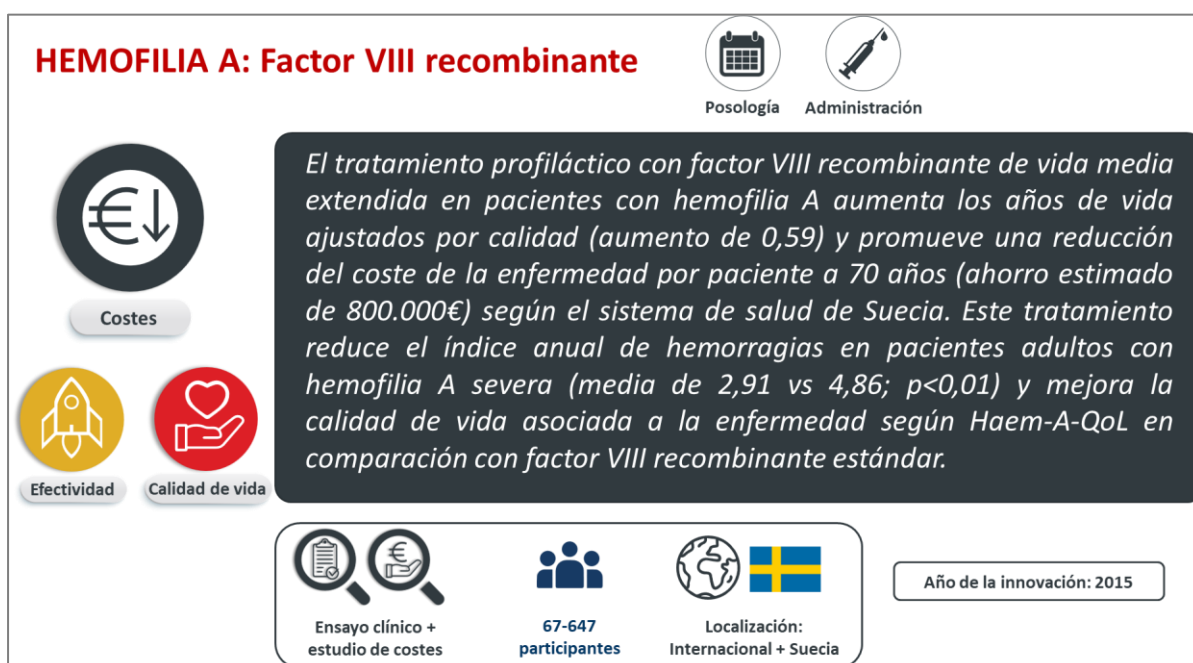 HEMOFILIA A: Factor VIII recombinante
Posología
Administración
Costes
Efectividad
Calidad de vida
El tratamiento profiláctico con factor VIII recombinante de vida media
extendida en pacientes con hemofilia A aumenta los años de vida
ajustados por calidad (aumento de 0,59) y promueve una reducción
del coste de la enfermedad por paciente a 70 años (ahorro estimado
de 800.000€) según el sistema de salud de Suecia. Este tratamiento
reduce el índice anual de hemorragias en pacientes adultos con
hemofilia A severa (media de 2,91 vs 4,86; p<0,01) y mejora la
calidad de vida asociada a la enfermedad según Haem-A-QoL en
comparación con factor VIII recombinante estándar.
Ensayo clínico +
estudio de costes
67-647
participantes
Localización:
Internacional + Suecia
Año de la innovación: 2015